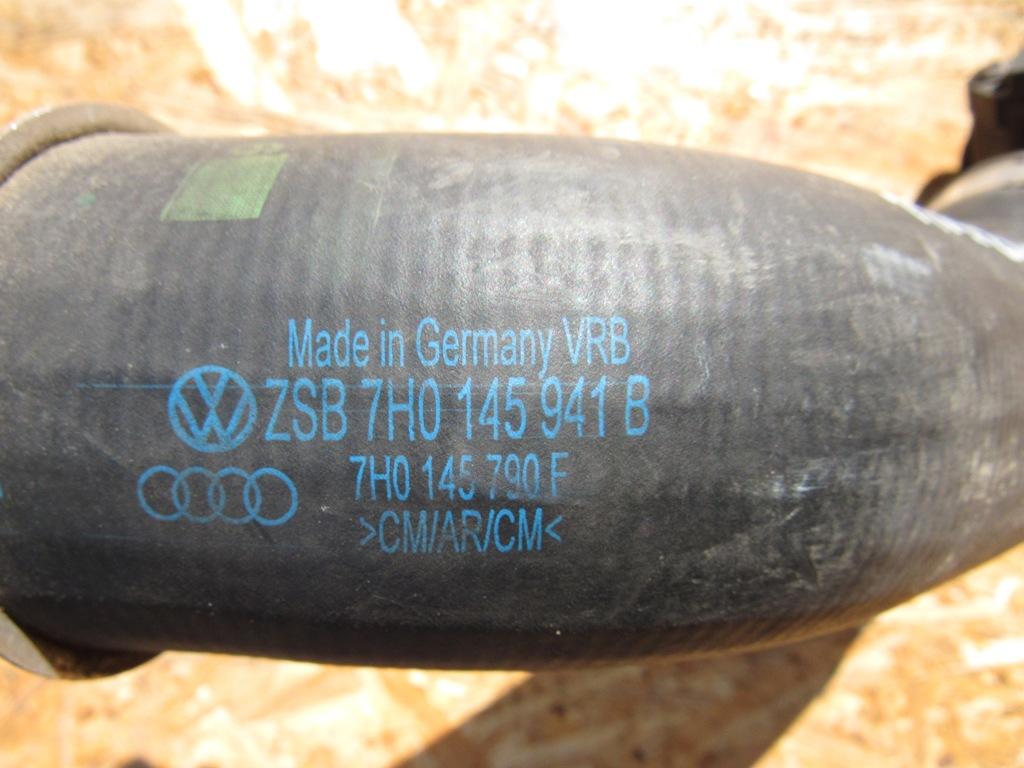 Made in Germany VRB
ZSB 7H0 145 941 B
7H0 145 790 F
>CM/AR/CM<